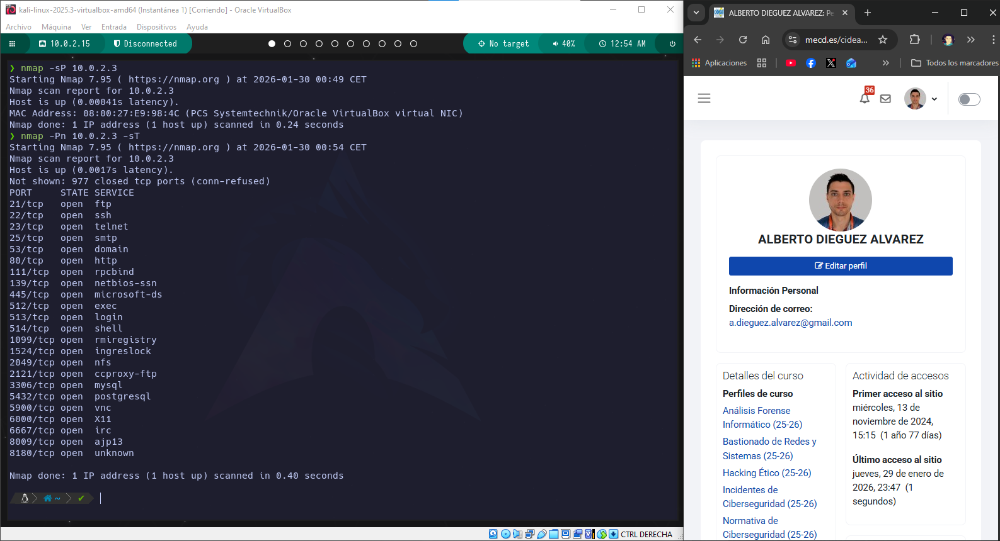 kali-linux-2025.3-virtualbox-amd64 (Instantánea 1) [Corriendo] - Oracle VirtualBox
Archivo Máquina Ver Entrada Dispositivos Ayuda
10.0.2.15 Disconnected No target 40% 12:54 AM
❯ nmap -sP 10.0.2.3
Starting Nmap 7.95 ( https://nmap.org ) at 2026-01-30 00:49 CET
Nmap scan report for 10.0.2.3
Host is up (0.00041s latency).
MAC Address: 08:00:27:E9:98:4C (PCS Systemtechnik/Oracle VirtualBox virtual NIC)
Nmap done: 1 IP address (1 host up) scanned in 0.24 seconds
❯ nmap -Pn 10.0.2.3 -sT
Starting Nmap 7.95 ( https://nmap.org ) at 2026-01-30 00:54 CET
Nmap scan report for 10.0.2.3
Host is up (0.0017s latency).
Not shown: 977 closed tcp ports (conn-refused)
PORT STATE SERVICE
21/tcp open ftp
22/tcp open ssh
23/tcp open telnet
25/tcp open smtp
53/tcp open domain
80/tcp open http
111/tcp open rpcbind
139/tcp open netbios-ssn
445/tcp open microsoft-ds
512/tcp open exec
513/tcp open login
514/tcp open shell
1099/tcp open rmiregistry
1524/tcp open ingreslock
2049/tcp open nfs
2121/tcp open ccproxy-ftp
3306/tcp open mysql
5432/tcp open postgresql
5900/tcp open vnc
6000/tcp open X11
6667/tcp open irc
8009/tcp open ajp13
8180/tcp open unknown
Nmap done: 1 IP address (1 host up) scanned in 0.40 seconds
~
CTRL DERECHA
ALBERTO DIEGUEZ ALVAREZ: Pe
mecd.es/cidea...
Aplicaciones
Todos los marcadores
36
ALBERTO DIEGUEZ ALVAREZ
Editar perfil
Información Personal
Dirección de correo:
a.dieguez.alvarez@gmail.com
Detalles del curso
Perfiles de curso
Análisis Forense
Informático (25-26)
Bastionado de Redes y
Sistemas (25-26)
Hacking Ético (25-26)
Incidentes de
Ciberseguridad (25-26)
Normativa de
Ciberseguridad (25-26)
Actividad de accesos
Primer acceso al sitio
miércoles, 13 de
noviembre de 2024,
15:15 (1 año 77 días)
Último acceso al sitio
jueves, 29 de enero de
2026, 23:47 (1
segundos)